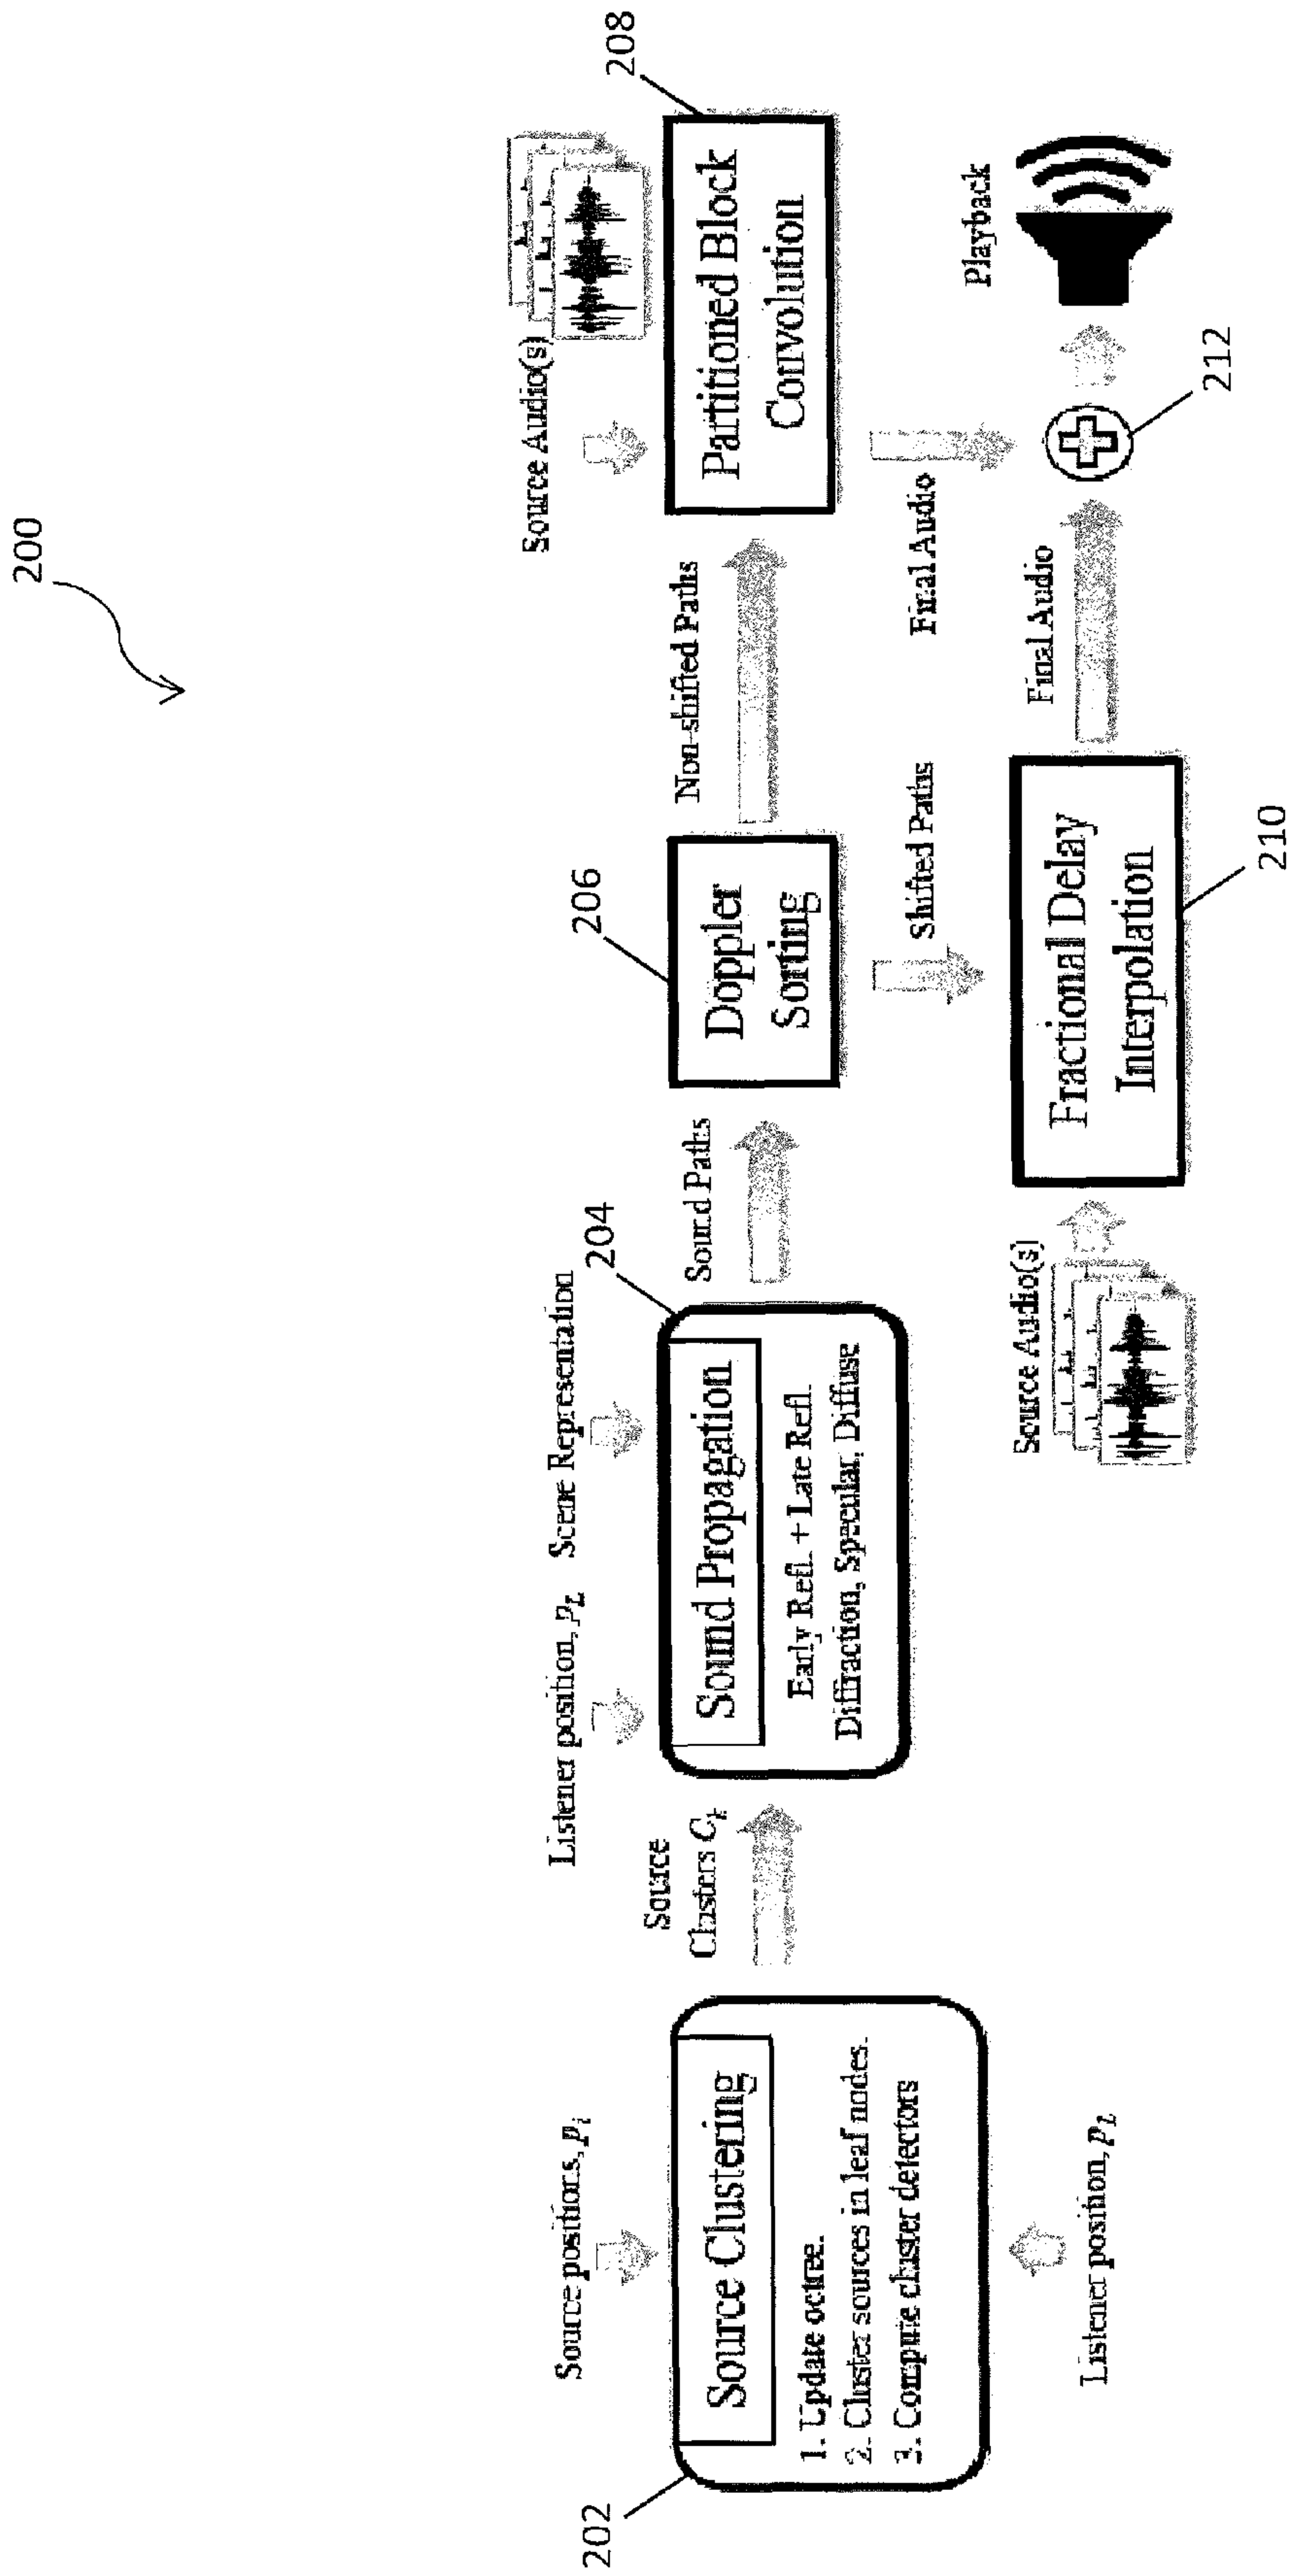 200
202
Source positions, p_i
Source Clustering
1. Update octree.
2. Cluster sources in leaf nodes.
3. Compute cluster detectors
Listener position, p_L
Source
Clusters C_k
Listener position, p_L
Scene Representation
204
Sound Propagation
Early Refl. + Late Refl.
Diffraction, Specular, Diffuse
Sound Paths
206
Doppler
Sorting
Non-shifted Paths
Shifted Paths
Source Audio(s)
208
Partitioned Block
Convolution
Final Audio
Source Audio(s)
Fractional Delay
Interpolation
210
Final Audio
212
Playback